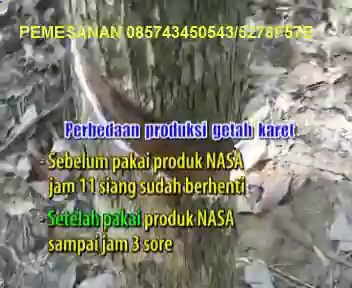 PEMESANAN 085743450543/5278F57B
Perbedaan produksi getah karet
- Sebelum pakai produk NASA
jam 11 siang sudah berhenti
- Setelah pakai produk NASA
sampai jam 3 sore